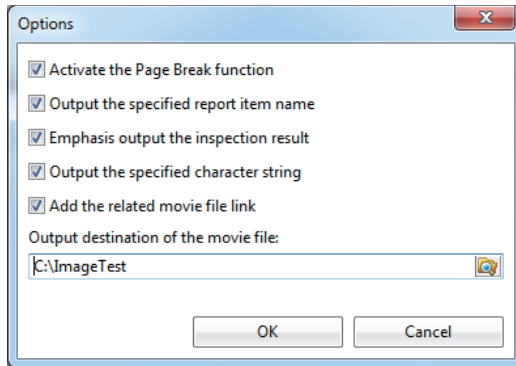 Options
Activate the Page Break function
Output the specified report item name
Emphasis output the inspection result
Output the specified character string
Add the related movie file link
Output destination of the movie file:
C:\ImageTest
OK Cancel